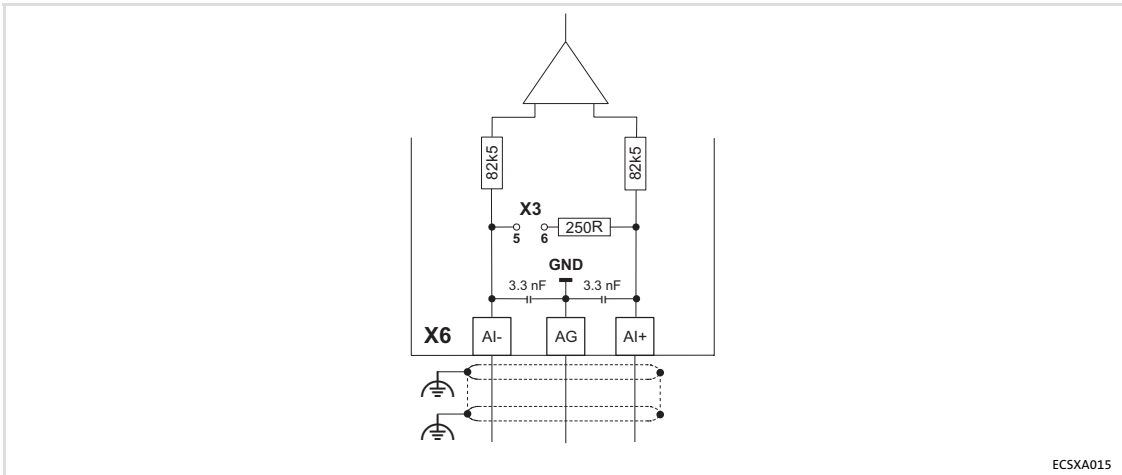 82k5
82k5
X3
250R
5 6
GND
3.3 nF 3.3 nF
X6
AI-
AG
AI+
ECSXA015